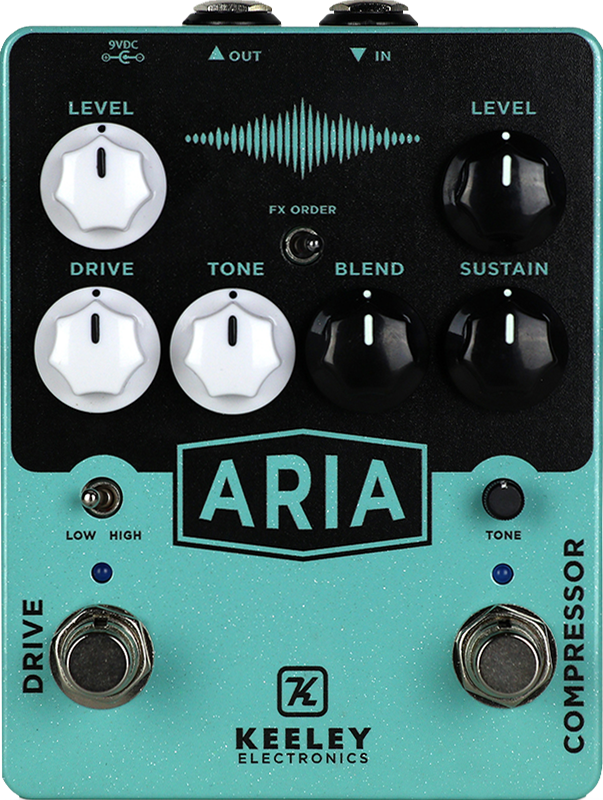 9VDC
OUT
IN
LEVEL
LEVEL
FX ORDER
DRIVE
TONE
BLEND
SUSTAIN
ARIA
LOW HIGH
TONE
DRIVE
COMPRESSOR
KEELEY
ELECTRONICS